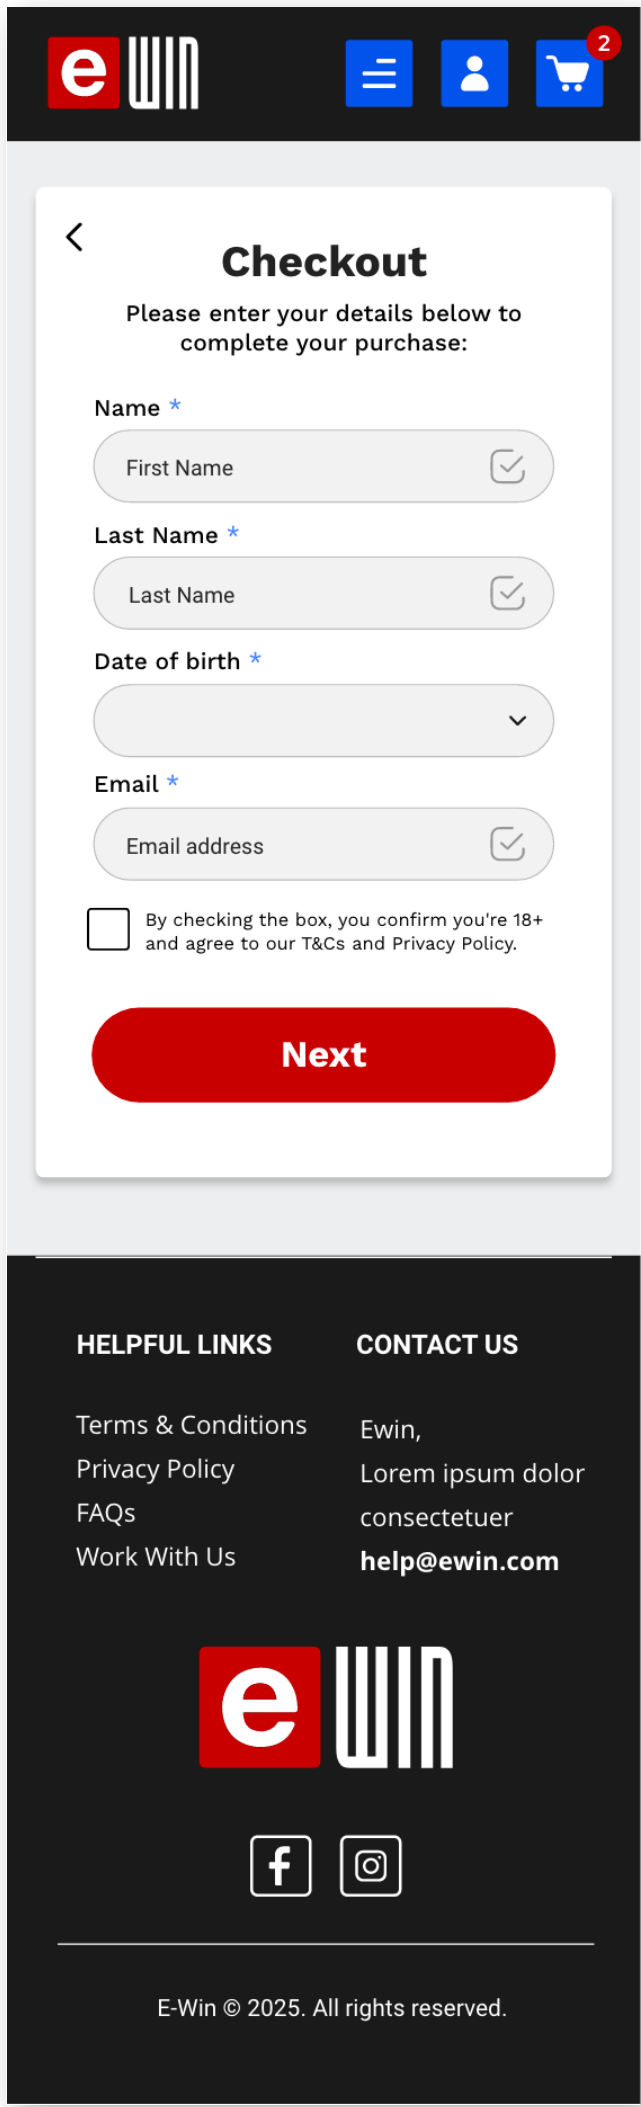 e WIN
2
Checkout
Please enter your details below to
complete your purchase:
Name *
First Name
Last Name *
Last Name
Date of birth *
Email *
Email address
By checking the box, you confirm you're 18+
and agree to our T&Cs and Privacy Policy.
Next
HELPFUL LINKS
Terms & Conditions
Privacy Policy
FAQs
Work With Us
CONTACT US
Ewin,
Lorem ipsum dolor
consectetuer
help@ewin.com
e WIN
E-Win © 2025. All rights reserved.